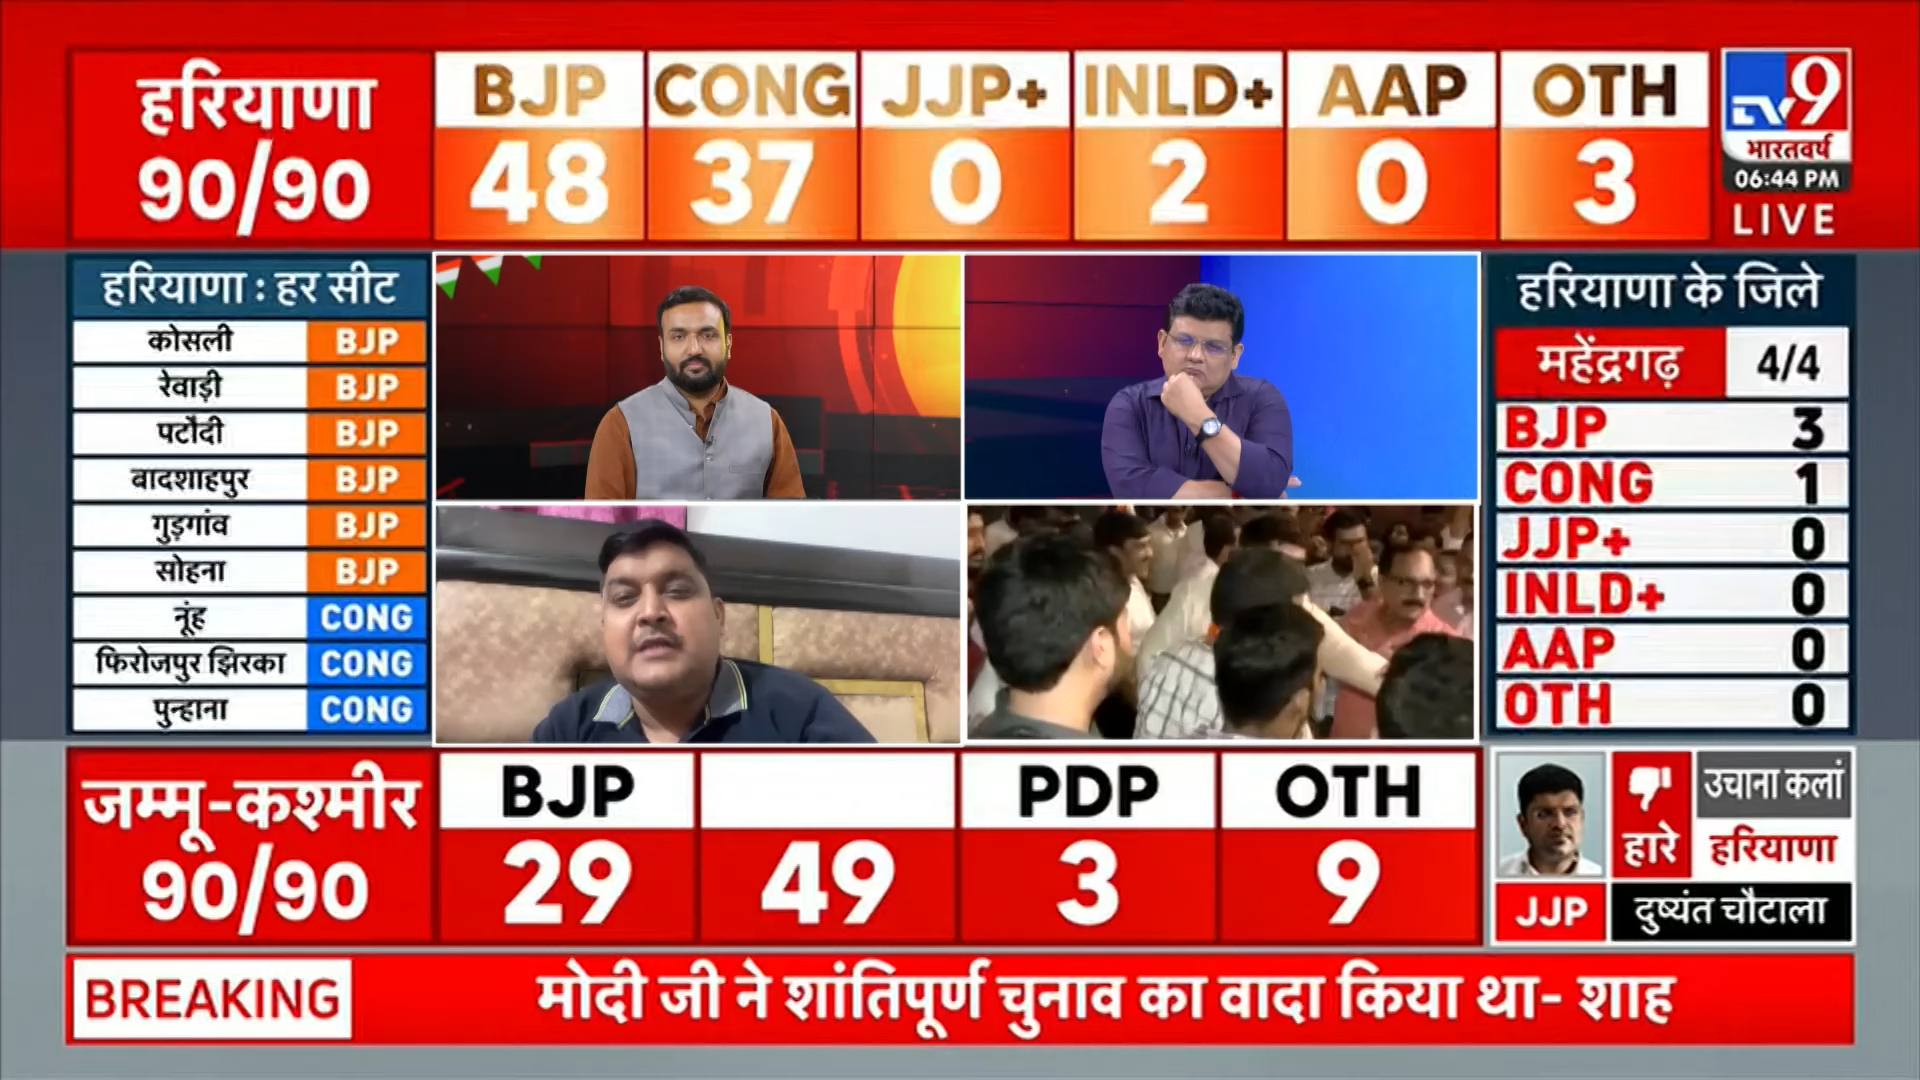 हरियाणा
90/90
BJP CONG JJP+ INLD+ AAP OTH
48 37 0 2 0 3
TV9
भारतवर्ष
06:44 PM
LIVE
हरियाणा : हर सीट
कोसली BJP
रेवाड़ी BJP
पटौदी BJP
बादशाहपुर BJP
गुड़गांव BJP
सोहना BJP
नूंह CONG
फिरोजपुर झिरका CONG
पुन्हाना CONG
हरियाणा के जिले
महेंद्रगढ़ 4/4
BJP 3
CONG 1
JJP+ 0
INLD+ 0
AAP 0
OTH 0
जम्मू-कश्मीर
90/90
BJP PDP OTH
29 49 3 9
हारे
उचाना कलां
हरियाणा
JJP दुष्यंत चौटाला
BREAKING मोदी जी ने शांतिपूर्ण चुनाव का वादा किया था- शाह